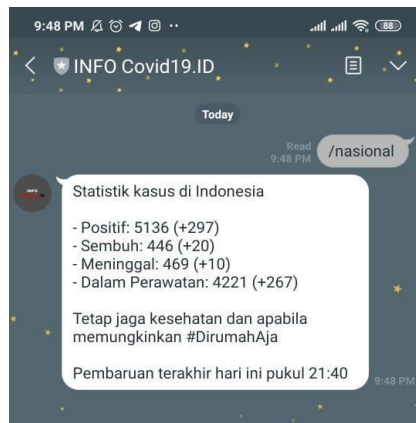 9:48 PM
88
INFO Covid19.ID
Today
Read
9:48 PM
/nasional
Statistik kasus di Indonesia
- Positif: 5136 (+297)
- Sembuh: 446 (+20)
- Meninggal: 469 (+10)
- Dalam Perawatan: 4221 (+267)
Tetap jaga kesehatan dan apabila
memungkinkan #DirumahAja
Pembaruan terakhir hari ini pukul 21:40
9:48 PM